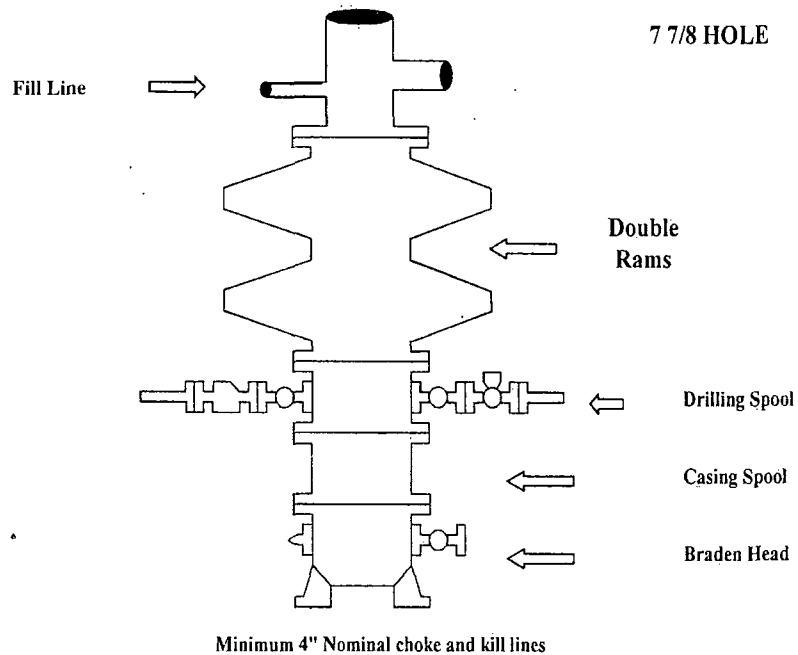 7 7/8 HOLE
Fill Line
Double
Rams
Drilling Spool
Casing Spool
Braden Head
Minimum 4" Nominal choke and kill lines